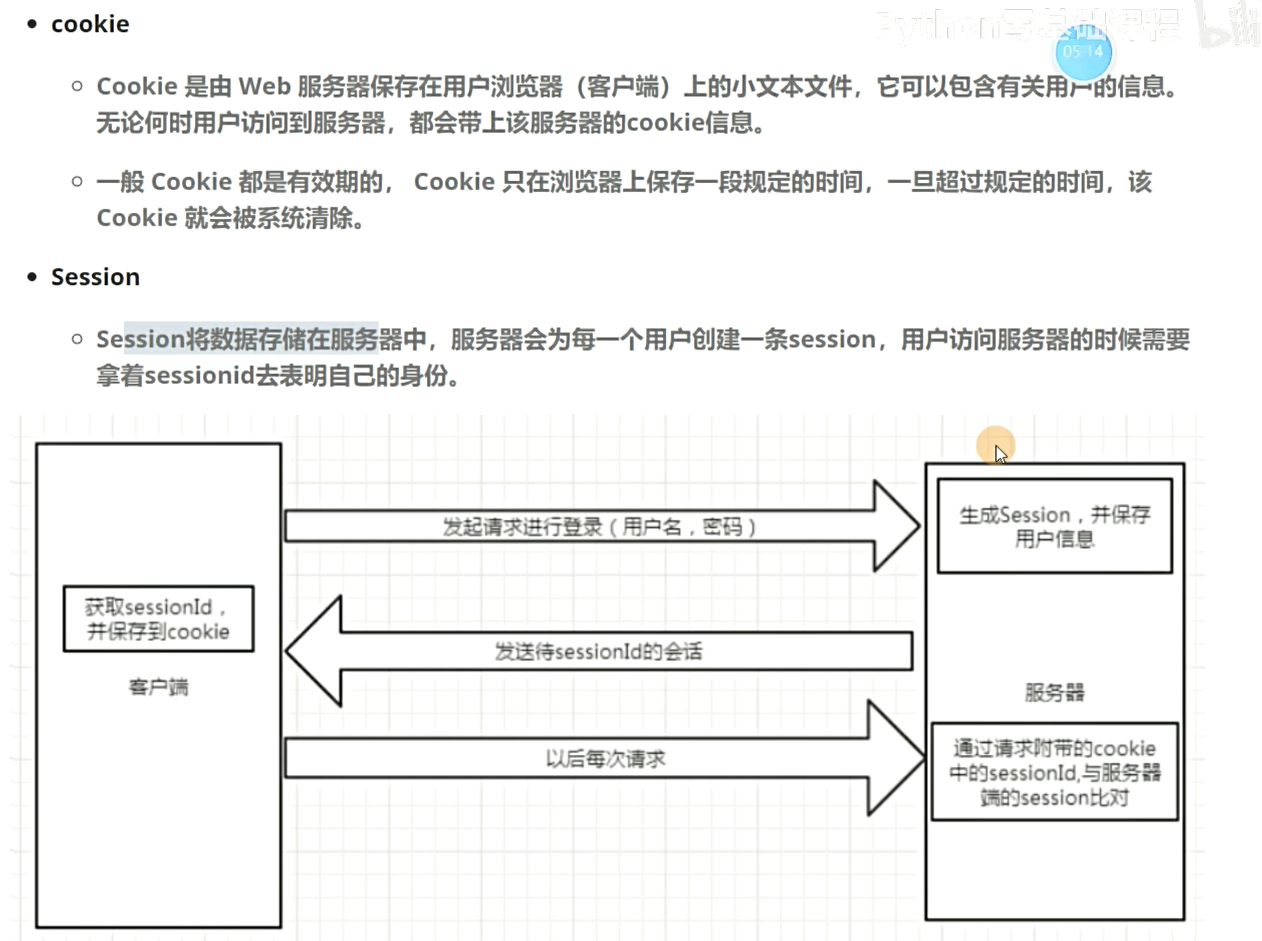 Python零基础课程
bili
05:14
cookie
Cookie 是由 Web 服务器保存在用户浏览器（客户端）上的小文本文件，它可以包含有关用户的信息。
无论何时用户访问到服务器，都会带上该服务器的cookie信息。
一般 Cookie 都是有效期的， Cookie 只在浏览器上保存一段规定的时间，一旦超过规定的时间，该
Cookie 就会被系统清除。
Session
Session将数据存储在服务器中，服务器会为每一个用户创建一条session，用户访问服务器的时候需要
拿着sessionid去表明自己的身份。
发起请求进行登录（用户名，密码）
生成Session，并保存
用户信息
获取sessionId，
并保存到cookie
发送待sessionId的会话
客户端
服务器
以后每次请求
通过请求附带的cookie
中的sessionId,与服务器
端的session比对